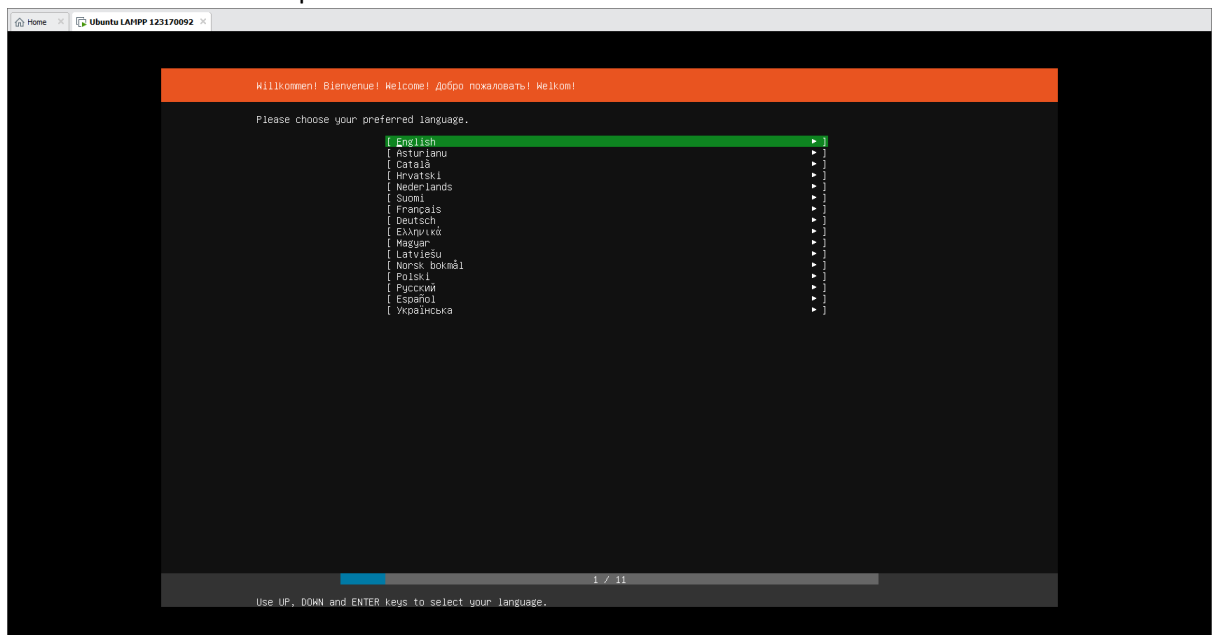 Home
Ubuntu LAMPP 123170092
Willkommen! Bienvenue! Welcome! Добро пожаловать! Welkom!
Please choose your preferred language.
[ English ► ]
[ Asturianu ► ]
[ Català ► ]
[ Hrvatski ► ]
[ Nederlands ► ]
[ Suomi ► ]
[ Français ► ]
[ Deutsch ► ]
[ Ελληνικά ► ]
[ Magyar ► ]
[ Latviešu ► ]
[ Norsk bokmål ► ]
[ Polski ► ]
[ Русский ► ]
[ Español ► ]
[ Українська ► ]
1 / 11
Use UP, DOWN and ENTER keys to select your language.